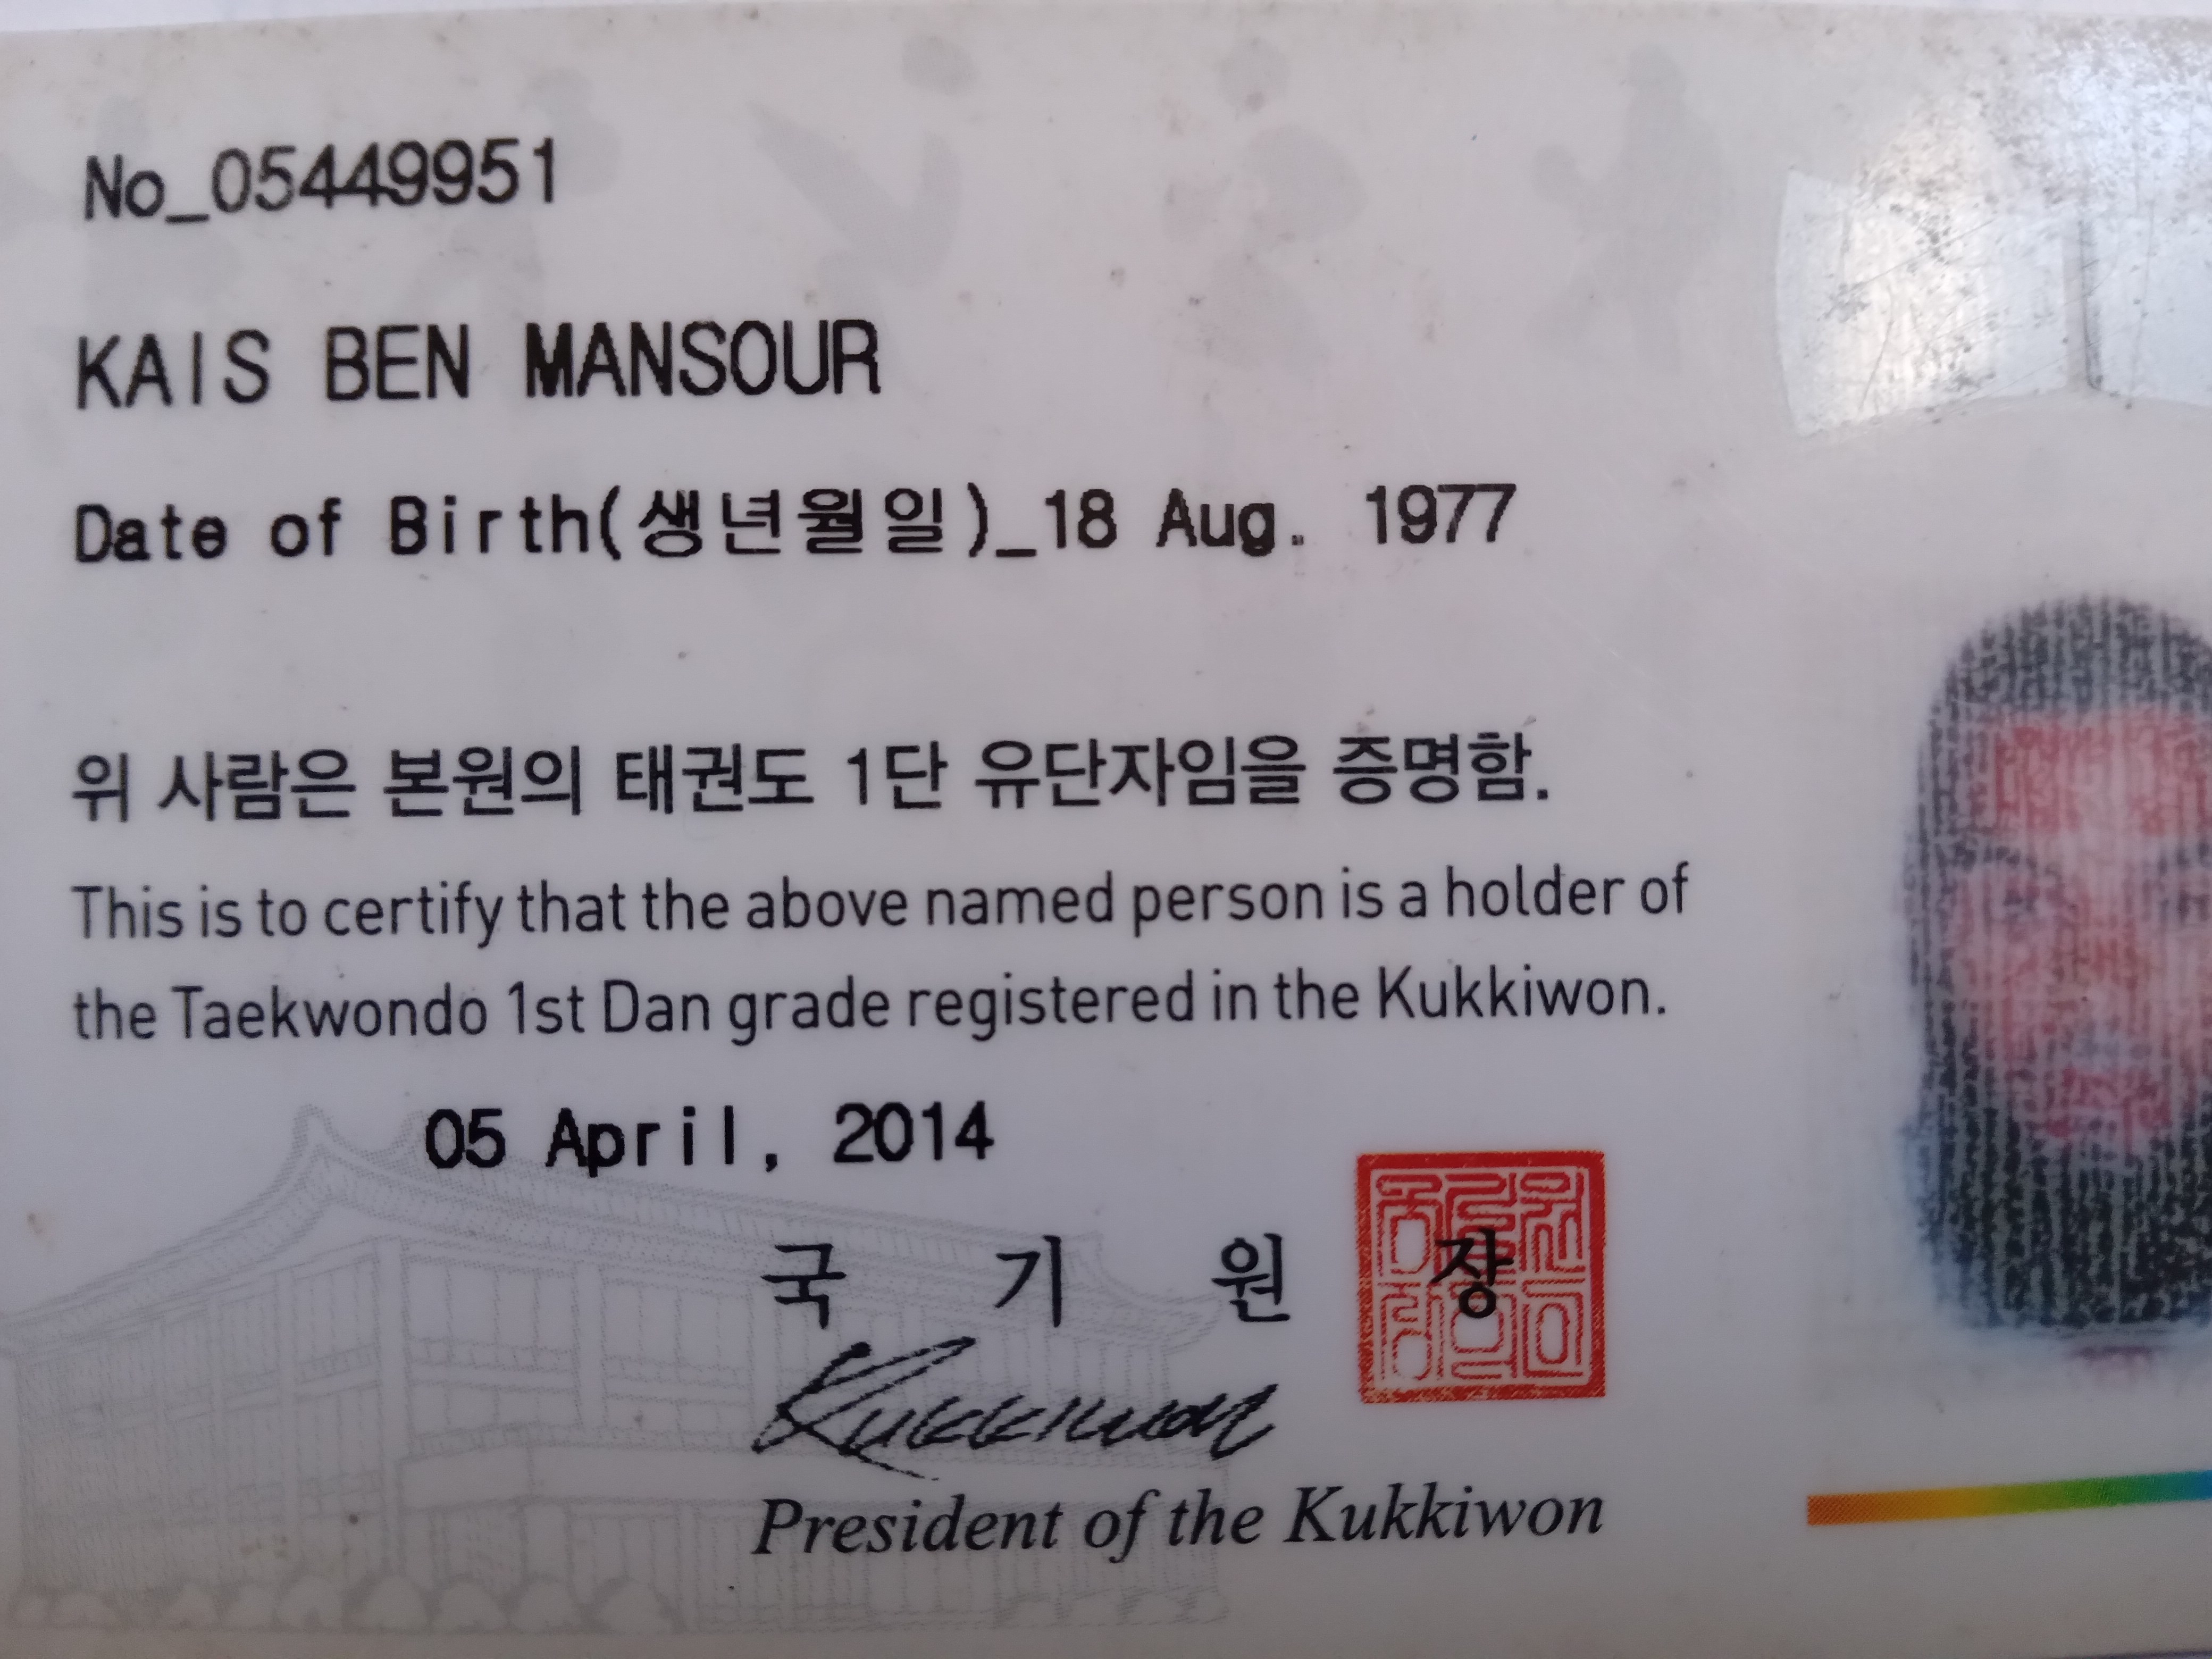 No_05449951
KAIS BEN MANSOUR
Date of Birth(생년월일)_18 Aug. 1977
위 사람은 본원의 태권도 1단 유단자임을 증명함.
This is to certify that the above named person is a holder of
the Taekwondo 1st Dan grade registered in the Kukkiwon.
05 April, 2014
국 기 원 장
Kukkiwon
President of the Kukkiwon